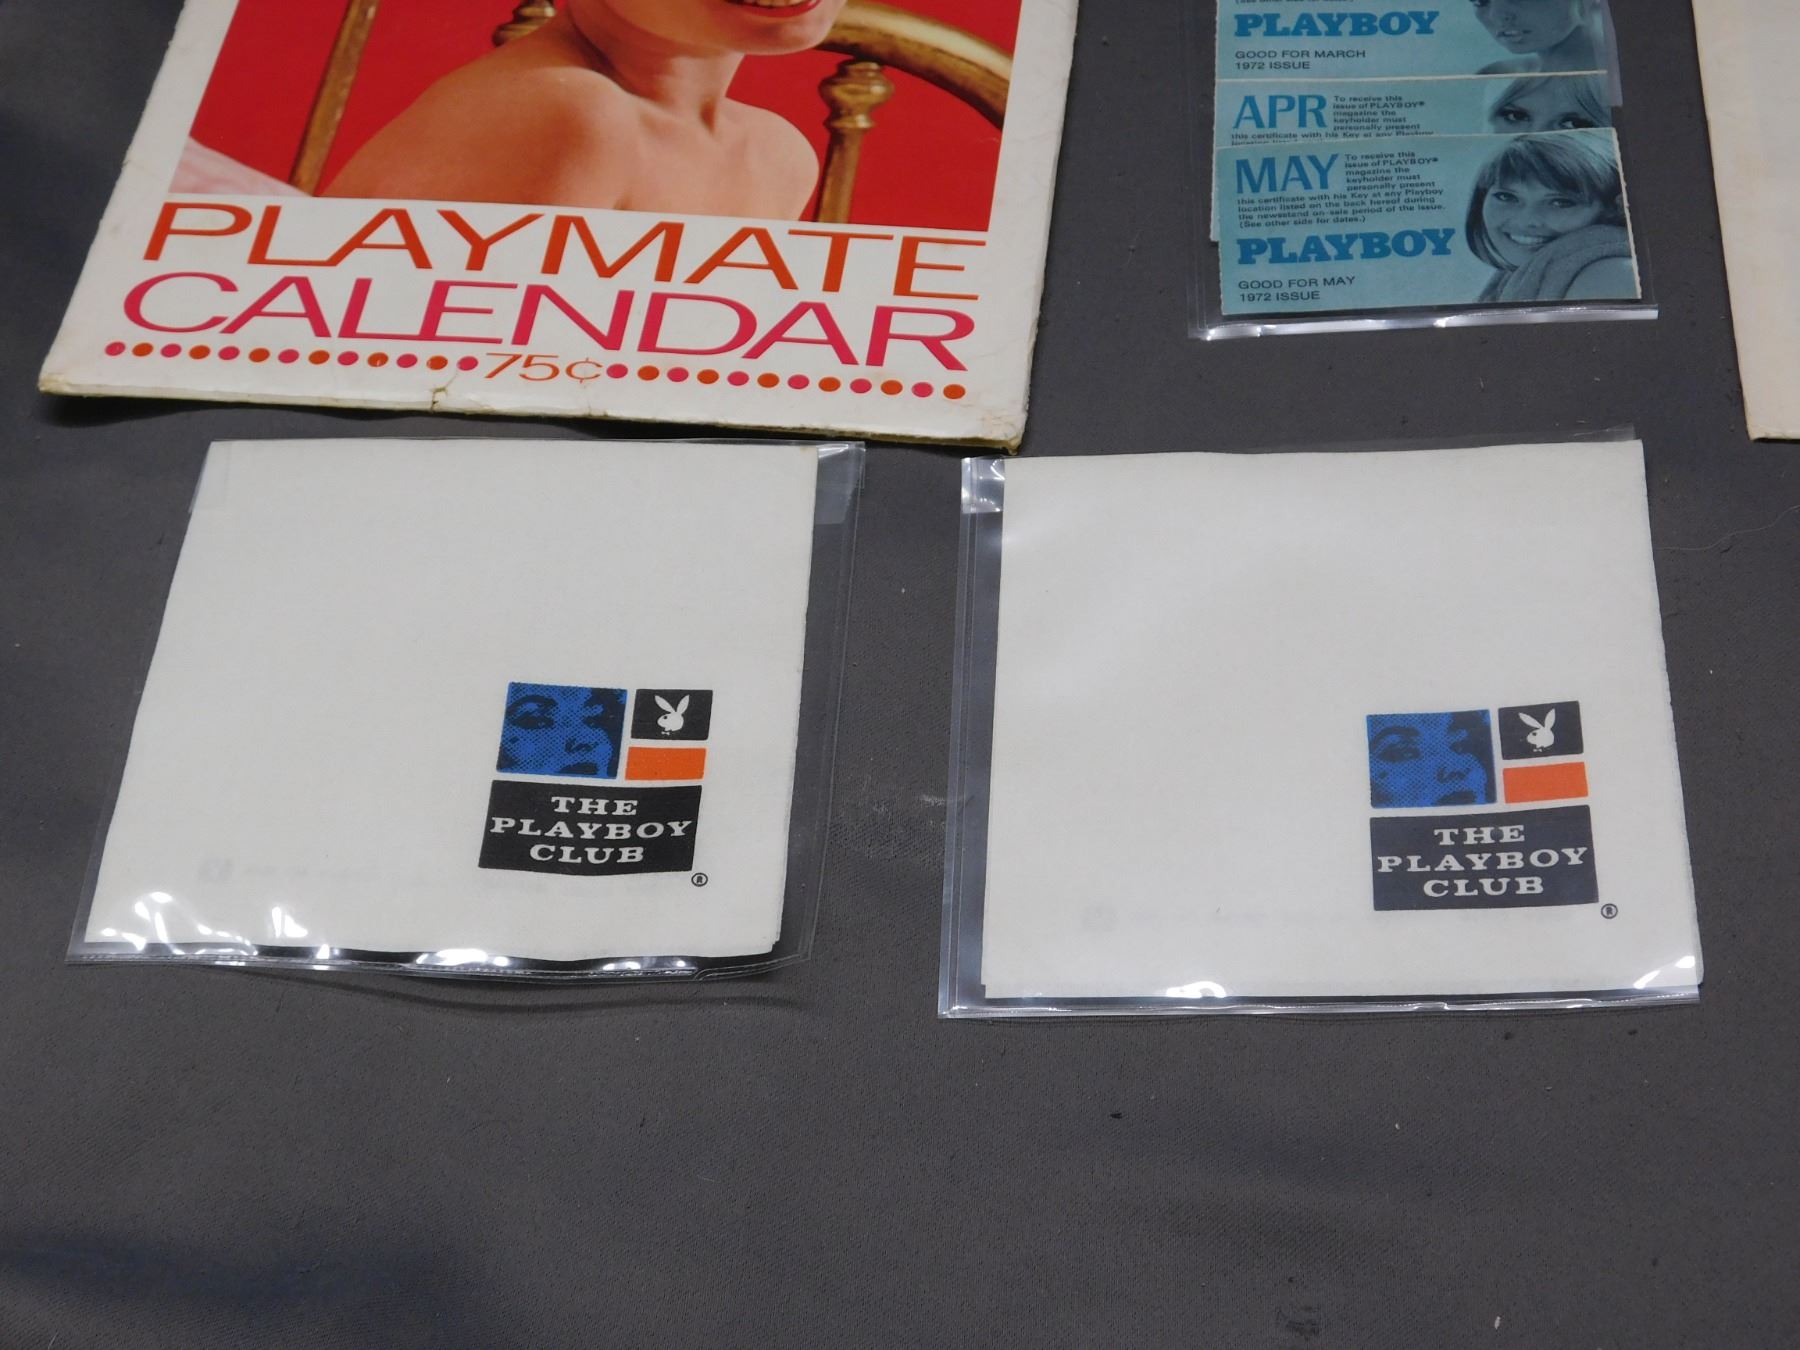 PLAYMATE
CALENDAR
75¢
PLAYBOY
GOOD FOR MARCH
1972 ISSUE
APR
To receive this
issue of PLAYBOY®
magazine the
keyholder must
personally present
this certificate with his Key at any Playboy
MAY
To receive this
issue of PLAYBOY®
magazine the
keyholder must
personally present
this certificate with his Key at any Playboy
location listed on the back hereof during
the newsstand on-sale period of the issue.
(See other side for dates.)
PLAYBOY
GOOD FOR MAY
1972 ISSUE
THE
PLAYBOY
CLUB
®
THE
PLAYBOY
CLUB
®